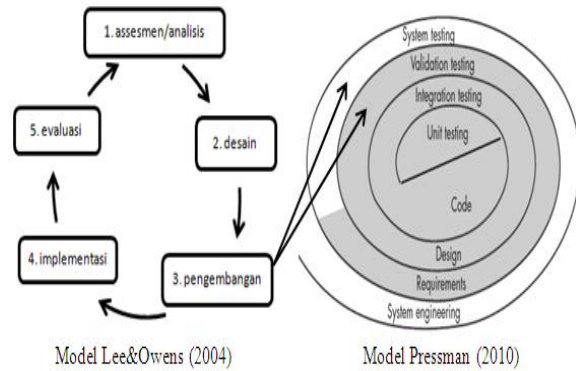 1. assesmen/analisis
2. desain
3. pengembangan
4. implementasi
5. evaluasi
Model Lee&Owens (2004)
System testing
Validation testing
Integration testing
Unit testing
Code
Design
Requirements
System engineering
Model Pressman (2010)